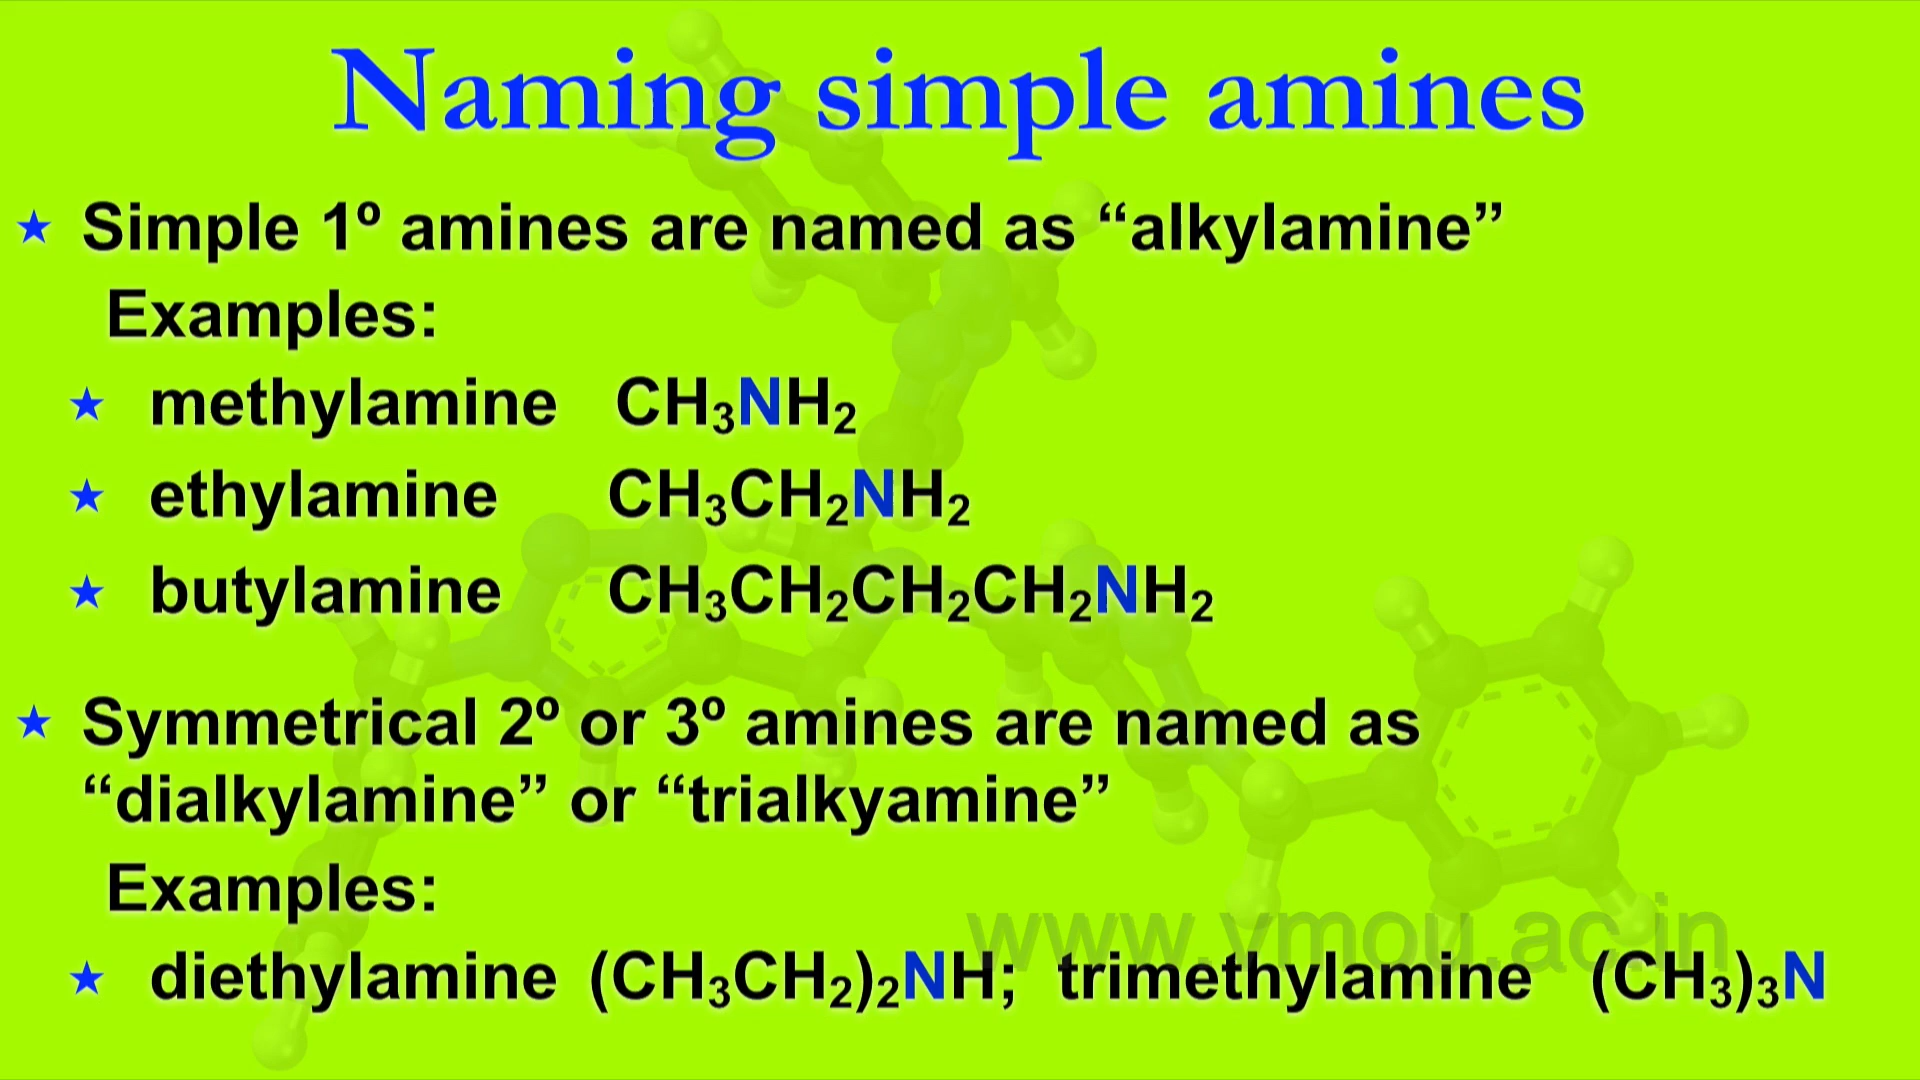 Naming simple amines
★ Simple 1º amines are named as “alkylamine”
Examples:
★ methylamine CH₃NH₂
★ ethylamine CH₃CH₂NH₂
★ butylamine CH₃CH₂CH₂CH₂NH₂
★ Symmetrical 2º or 3º amines are named as
“dialkylamine” or “trialkyamine”
Examples:
www.vmou.ac.in
★ diethylamine (CH₃CH₂)₂NH; trimethylamine (CH₃)₃N